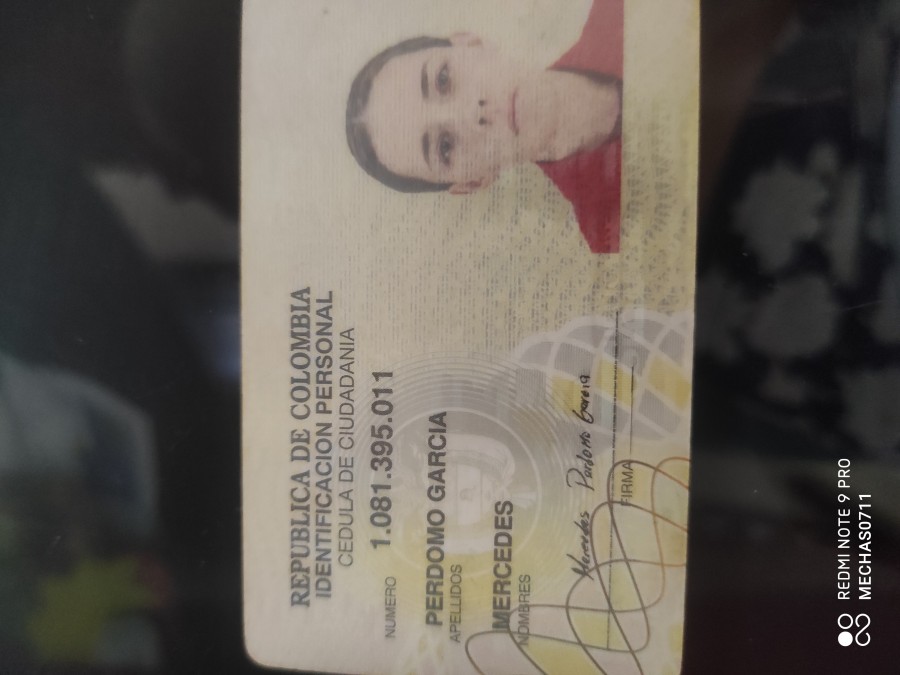 REPUBLICA DE COLOMBIA
IDENTIFICACION PERSONAL
CEDULA DE CIUDADANIA
NUMERO 1.081.395.011
PERDOMO GARCIA
APELLIDOS
MERCEDES
NOMBRES
Mercedes Perdomo Garcia
FIRMA
REDMI NOTE 9 PRO
MECHAS0711